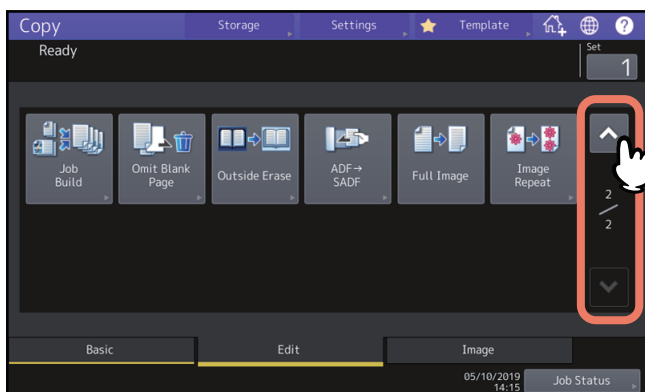 Copy
Storage
Settings
Template
?
Ready
Set
1
Job
Build
Omit Blank
Page
Outside Erase
ADF→
SADF
Full Image
Image
Repeat
2
2
Basic
Edit
Image
05/10/2019
14:15
Job Status